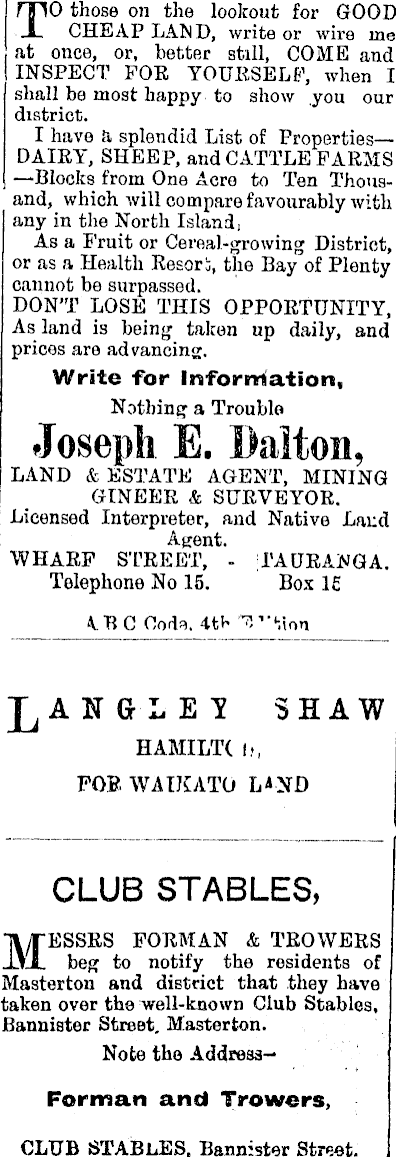 TO those on the lookout for GOOD
CHEAP LAND, write or wire me
at once, or, better still, COME and
INSPECT FOR YOURSELF, when I
shall be most happy to show you our
district.
I have a splendid List of Properties—
DAIRY, SHEEP, and CATTLE FARMS
—Blocks from One Acre to Ten Thous-
and, which will compare favourably with
any in the North Island,
As a Fruit or Cereal-growing District,
or as a Health Resort, the Bay of Plenty
cannot be surpassed.
DON'T LOSE THIS OPPORTUNITY,
As land is being taken up daily, and
prices are advancing.
Write for Information,
Nothing a Trouble
Joseph E. Dalton,
LAND & ESTATE AGENT, MINING
GINEER & SURVEYOR.
Licensed Interpreter, and Native Land
Agent.
WHARF STREET, - TAURANGA.
Telephone No 15. Box 15
A B C Code, 4th Edition
LANGLEY SHAW
HAMILTON,
FOR WAIKATO LAND
CLUB STABLES,
MESSRS FORMAN & TROWERS
beg to notify the residents of
Masterton and district that they have
taken over the well-known Club Stables,
Bannister Street, Masterton.
Note the Address—
Forman and Trowers,
CLUB STABLES, Bannister Street.